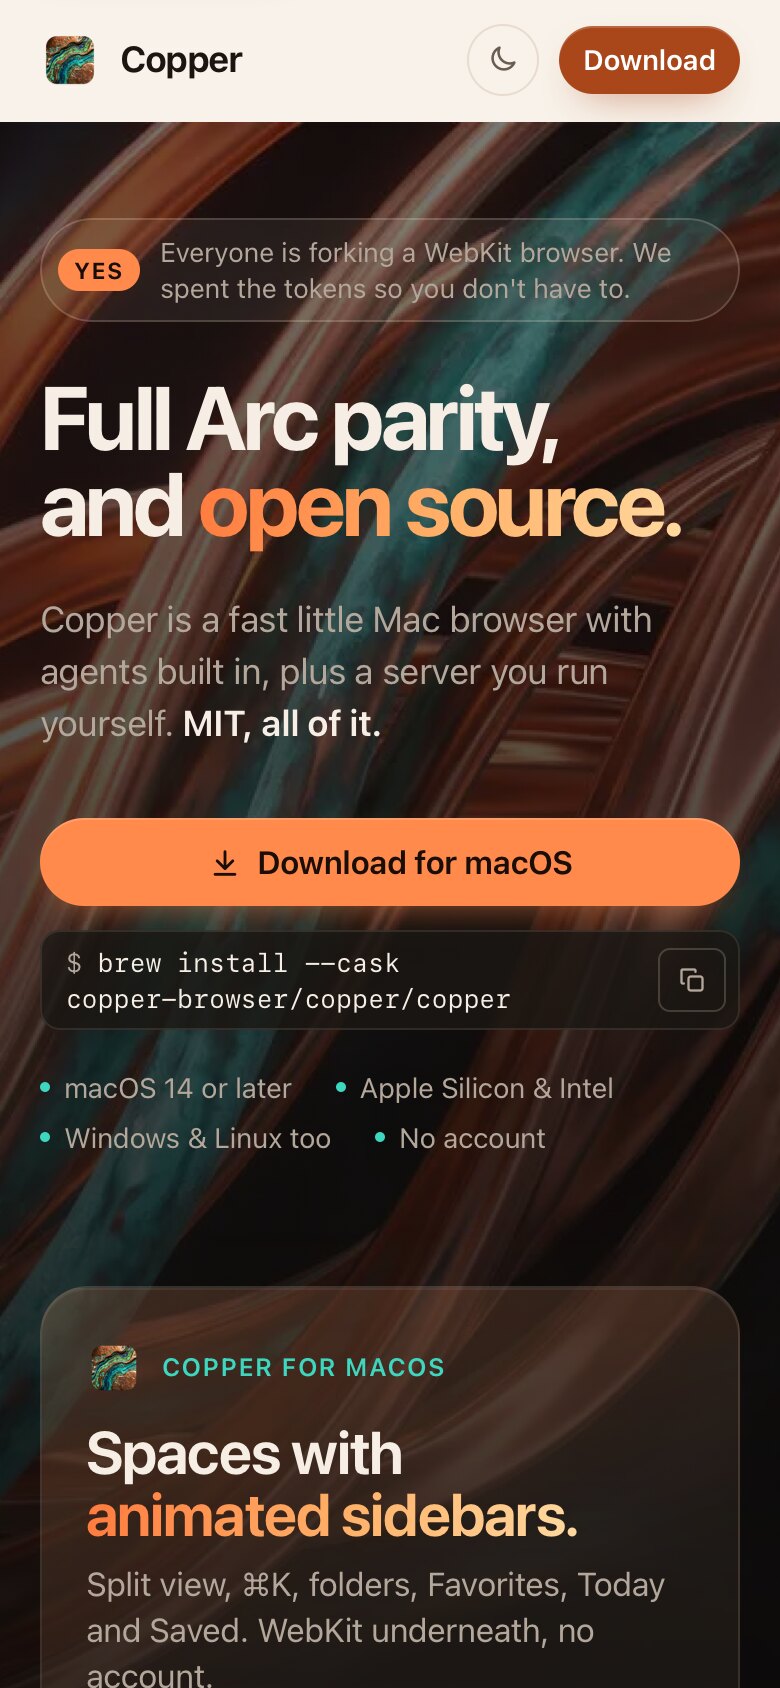 Copper
Download
YES
Everyone is forking a WebKit browser. We
spent the tokens so you don't have to.
Full Arc parity,
and open source.
Copper is a fast little Mac browser with
agents built in, plus a server you run
yourself. MIT, all of it.
Download for macOS
$ brew install --cask
copper-browser/copper/copper
macOS 14 or later
Apple Silicon & Intel
Windows & Linux too
No account
COPPER FOR MACOS
Spaces with
animated sidebars.
Split view, ⌘K, folders, Favorites, Today
and Saved. WebKit underneath, no
account.